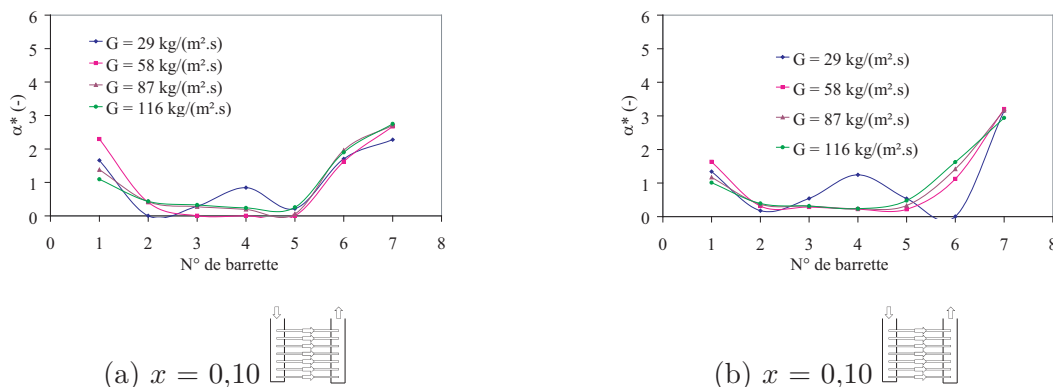 6
5
4
3
2
1
0
α* (-)
G = 29 kg/(m².s)
G = 58 kg/(m².s)
G = 87 kg/(m².s)
G = 116 kg/(m².s)
0 1 2 3 4 5 6 7 8
N° de barrette
(a) x = 0,10
6
5
4
3
2
1
0
α* (-)
G = 29 kg/(m².s)
G = 58 kg/(m².s)
G = 87 kg/(m².s)
G = 116 kg/(m².s)
0 1 2 3 4 5 6 7 8
N° de barrette
(b) x = 0,10